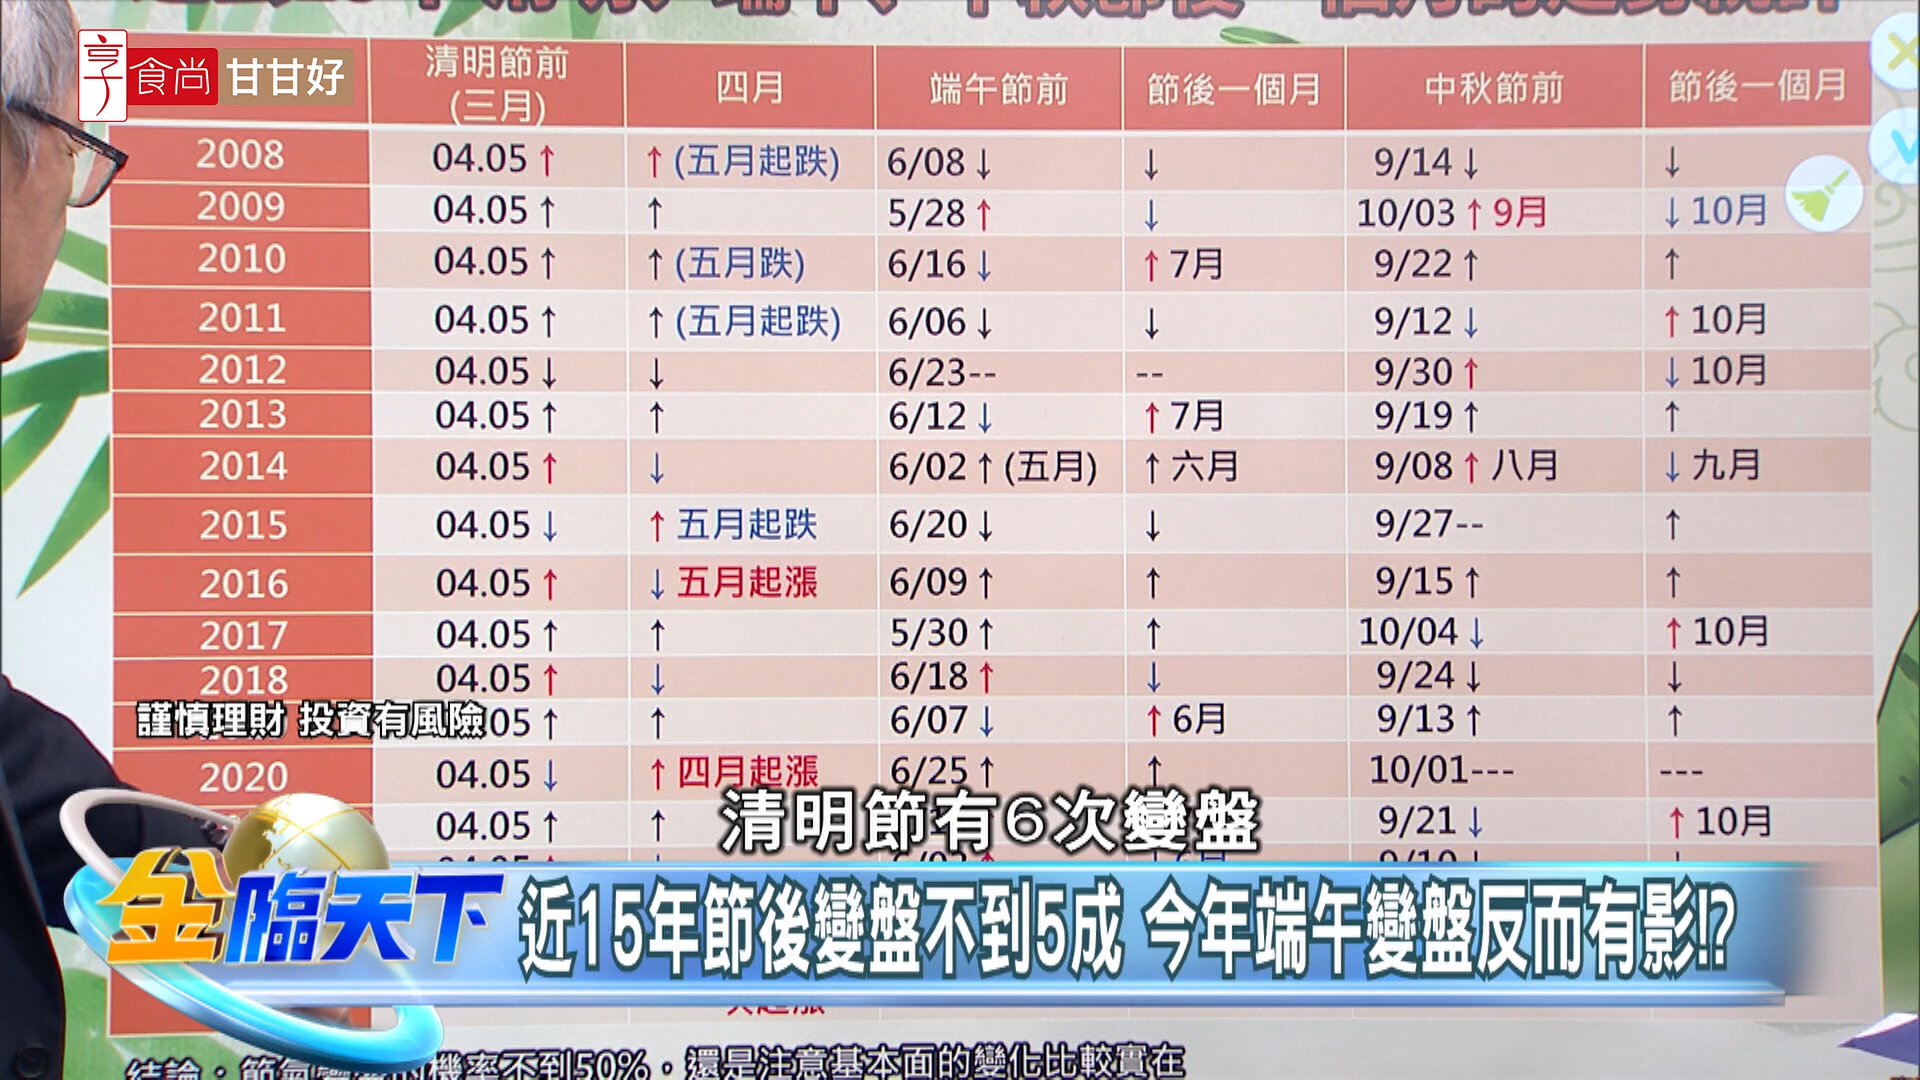 享 食尚 甘甘好
清明節前(三月) 四月 端午節前 節後一個月 中秋節前 節後一個月
2008 04.05↑ ↑(五月起跌) 6/08↓ ↓ 9/14↓ ↓
2009 04.05↑ ↑ 5/28↑ ↓ 10/03↑9月 ↓10月
2010 04.05↑ ↑(五月跌) 6/16↓ ↑7月 9/22↑ ↑
2011 04.05↑ ↑(五月起跌) 6/06↓ ↓ 9/12↓ ↑10月
2012 04.05↓ ↓ 6/23-- -- 9/30↑ ↓10月
2013 04.05↑ ↑ 6/12↓ ↑7月 9/19↑ ↑
2014 04.05↑ ↓ 6/02↑(五月) ↑六月 9/08↑八月 ↓九月
2015 04.05↓ ↑五月起跌 6/20↓ ↓ 9/27-- ↑
2016 04.05↑ ↓五月起漲 6/09↑ ↑ 9/15↑ ↑
2017 04.05↑ ↑ 5/30↑ ↑ 10/04↓ ↑10月
2018 04.05↑ ↓ 6/18↑ ↓ 9/24↓ ↓
謹慎理財 投資有風險
05↑ ↑ 6/07↓ ↑6月 9/13↑ ↑
2020 04.05↓ ↑四月起漲 6/25↑ ↑ 10/01--- ---
04.05↑ ↑ 9/21↓ ↑10月
清明節有6次變盤
金臨天下
近15年節後變盤不到5成 今年端午變盤反而有影!?
機率不到50%，還是注意基本面的變化比較實在